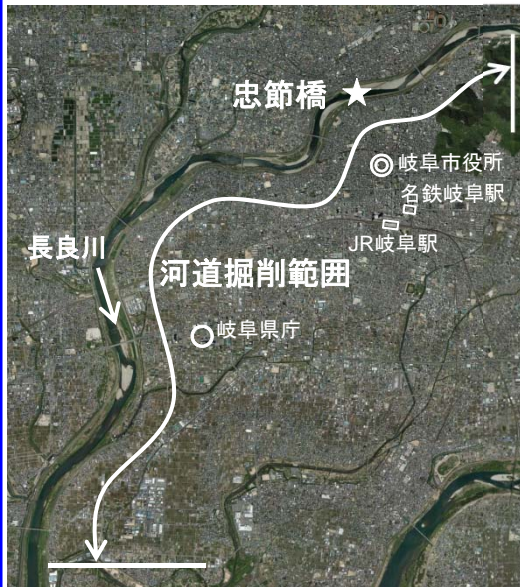 忠節橋
岐阜市役所
名鉄岐阜駅
JR岐阜駅
長良川
河道掘削範囲
岐阜県庁